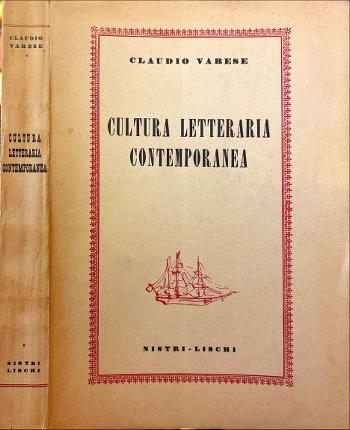 CLAUDIO
VARESE
CULTURA
LETTERARIA
CONTEMPORANEA
NISTRI
LISCHI
CLAUDIO VARESE
CULTURA LETTERARIA
CONTEMPORANEA
NISTRI-LISCHI